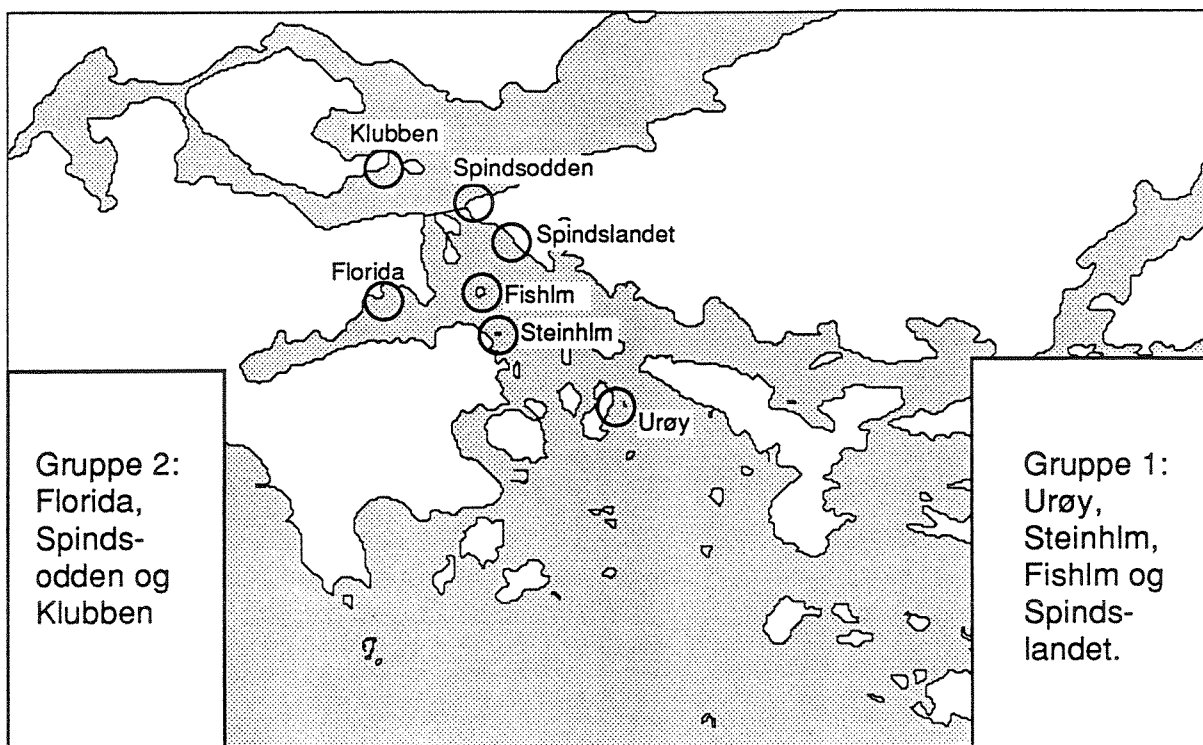 Klubben
Spindsodden
Spindslandet
Florida
Fishlm
Steinhlm
Urøy
Gruppe 2:
Florida,
Spinds-
odden og
Klubben
Gruppe 1:
Urøy,
Steinhlm,
Fishlm og
Spinds-
landet.